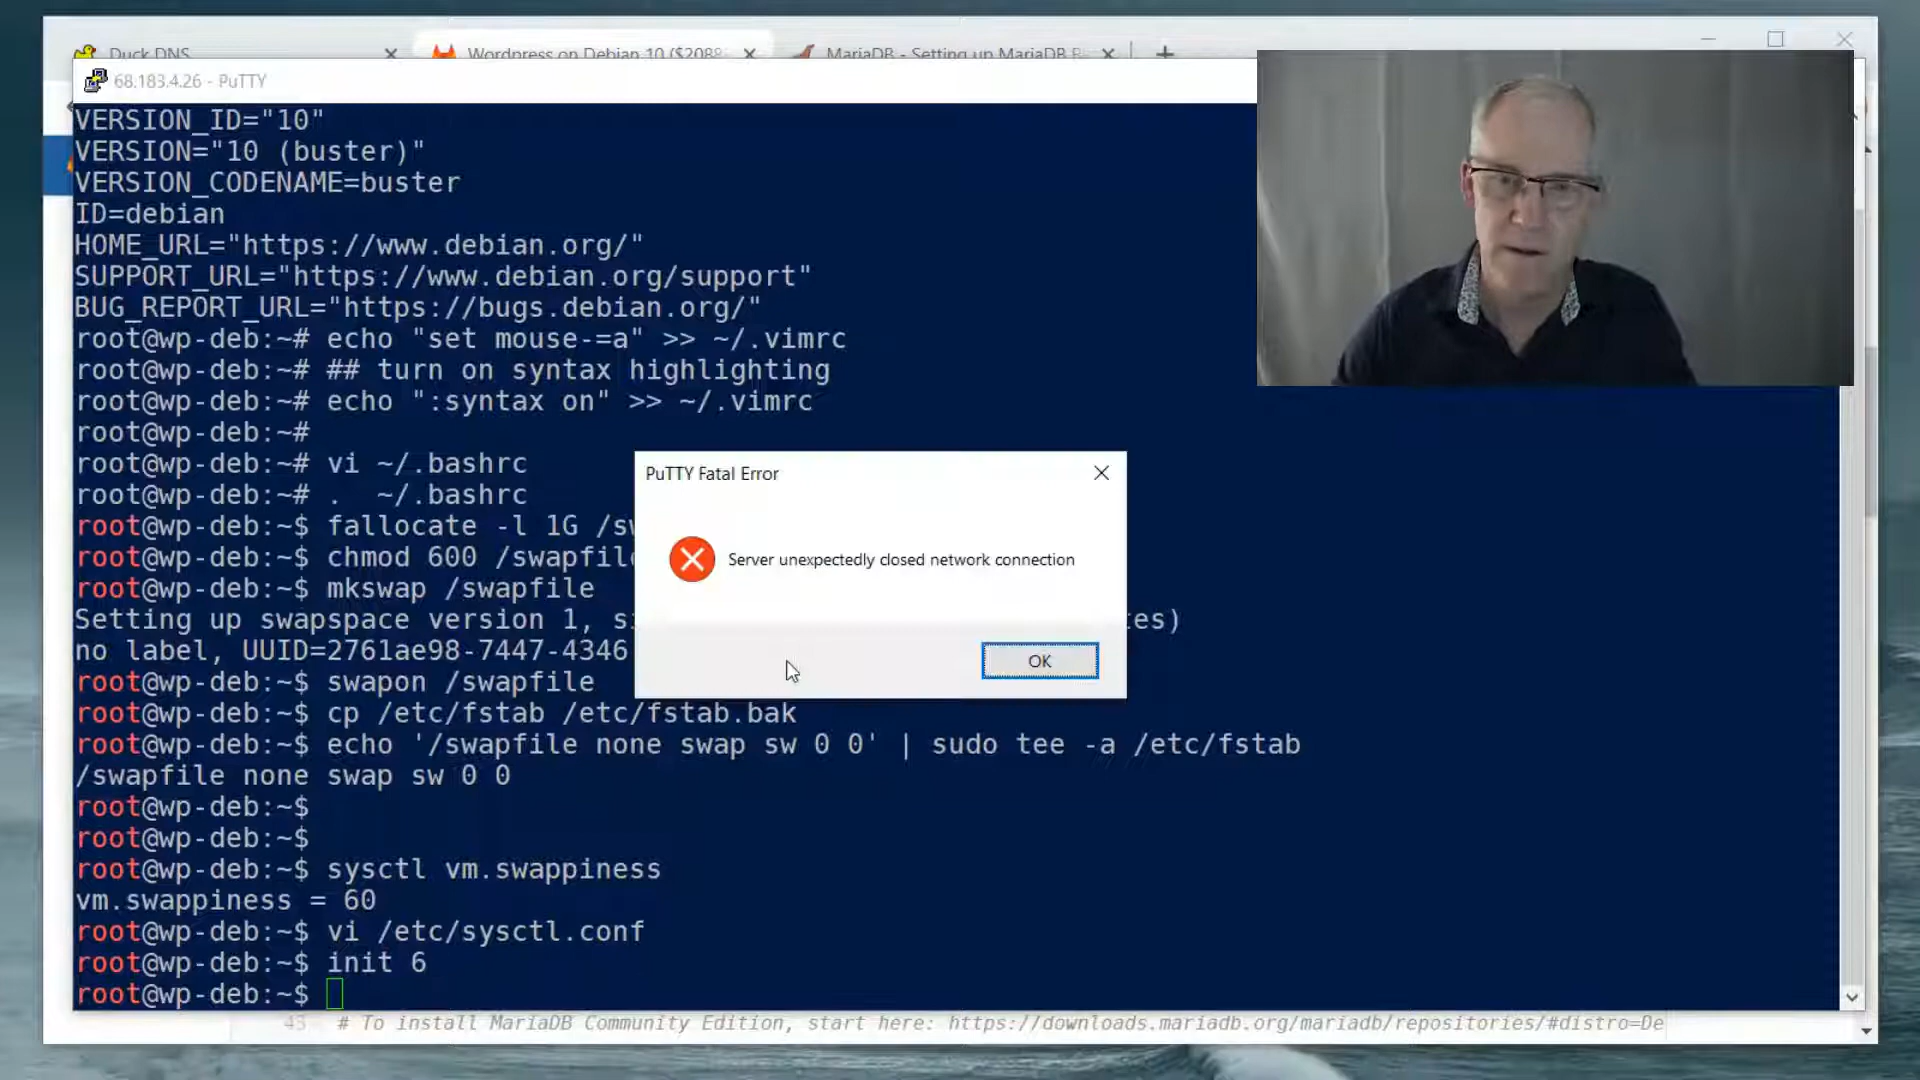 Duck DNS
Wordpress on Debian 10 ($2088
MariaDB - Setting up MariaDB R
68.183.4.26 - PuTTY
VERSION_ID="10"
VERSION="10 (buster)"
VERSION_CODENAME=buster
ID=debian
HOME_URL="https://www.debian.org/"
SUPPORT_URL="https://www.debian.org/support"
BUG_REPORT_URL="https://bugs.debian.org/"
root@wp-deb:~# echo "set mouse-=a" >> ~/.vimrc
root@wp-deb:~# ## turn on syntax highlighting
root@wp-deb:~# echo ":syntax on" >> ~/.vimrc
root@wp-deb:~#
root@wp-deb:~# vi ~/.bashrc
root@wp-deb:~# .  ~/.bashrc
root@wp-deb:~$ fallocate -l 1G /sw
root@wp-deb:~$ chmod 600 /swapfile
root@wp-deb:~$ mkswap /swapfile
Setting up swapspace version 1, si tes)
no label, UUID=2761ae98-7447-4346
root@wp-deb:~$ swapon /swapfile
root@wp-deb:~$ cp /etc/fstab /etc/fstab.bak
root@wp-deb:~$ echo '/swapfile none swap sw 0 0' | sudo tee -a /etc/fstab
/swapfile none swap sw 0 0
root@wp-deb:~$
root@wp-deb:~$
root@wp-deb:~$ sysctl vm.swappiness
vm.swappiness = 60
root@wp-deb:~$ vi /etc/sysctl.conf
root@wp-deb:~$ init 6
root@wp-deb:~$
PuTTY Fatal Error
Server unexpectedly closed network connection
OK
43 # To install MariaDB Community Edition, start here: https://downloads.mariadb.org/mariadb/repositories/#distro=De